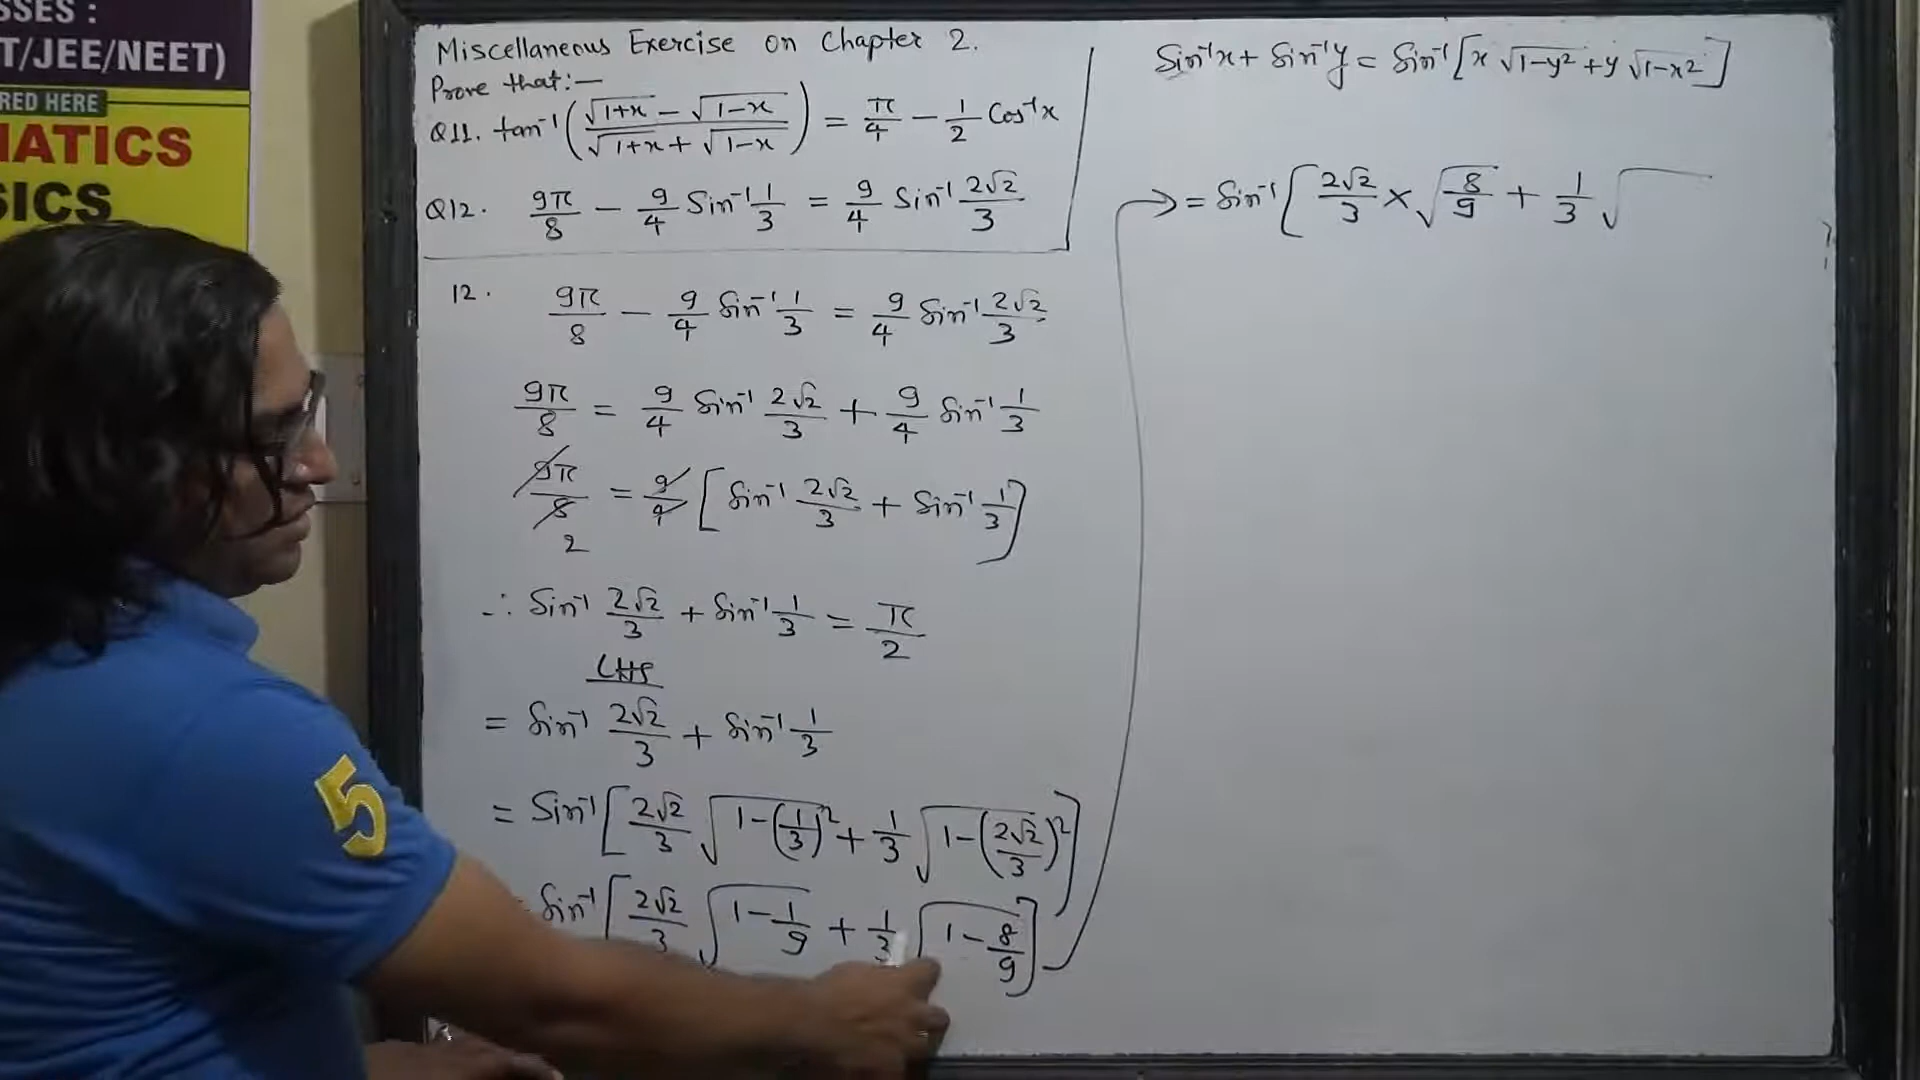 SSES :
T/JEE/NEET)
RED HERE
ATICS
SICS
Miscellaneous Exercise on Chapter 2.
Prove that:—
Q11. tan⁻¹((√(1+x) − √(1−x))/(√(1+x) + √(1−x))) = π/4 − 1/2 Cos⁻¹x
Q12. 9π/8 − 9/4 Sin⁻¹ 1/3 = 9/4 Sin⁻¹ 2√2/3
12. 9π/8 − 9/4 Sin⁻¹ 1/3 = 9/4 Sin⁻¹ 2√2/3
9π/8 = 9/4 Sin⁻¹ 2√2/3 + 9/4 Sin⁻¹ 1/3
9π/8 = 9/4 [Sin⁻¹ 2√2/3 + Sin⁻¹ 1/3]
2
∴ Sin⁻¹ 2√2/3 + Sin⁻¹ 1/3 = π/2
LHS
= Sin⁻¹ 2√2/3 + Sin⁻¹ 1/3
= Sin⁻¹[2√2/3 √(1−(1/3)²) + 1/3 √(1−(2√2/3)²)]
= Sin⁻¹[2√2/3 √(1−1/9) + 1/3 √(1−8/9)]
Sin⁻¹x + Sin⁻¹y = Sin⁻¹[x √(1−y²) + y √(1−x²)]
→ = Sin⁻¹[2√2/3 × √(8/9) + 1/3 √
5